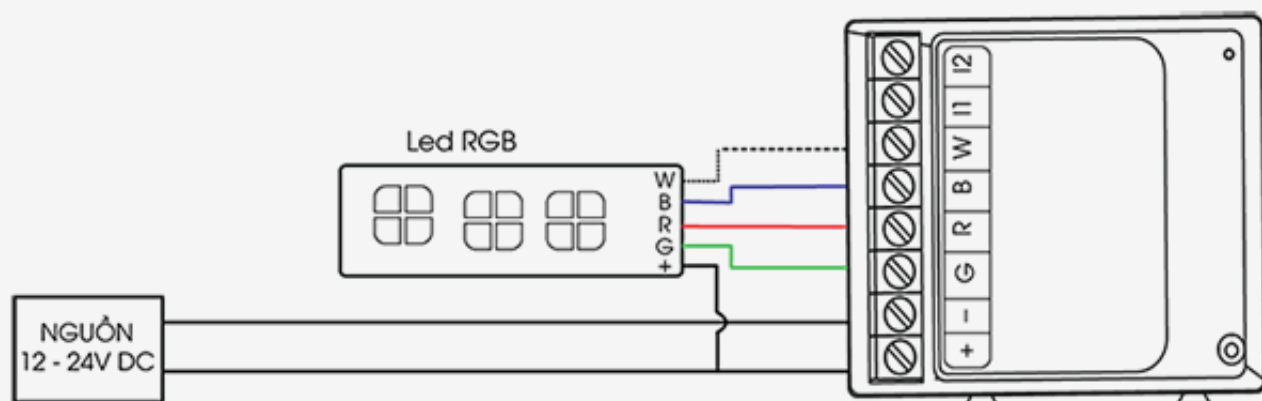 Led RGB
W
B
R
G
+
NGUỒN
12 - 24V DC
I2
I1
W
B
R
G
–
+